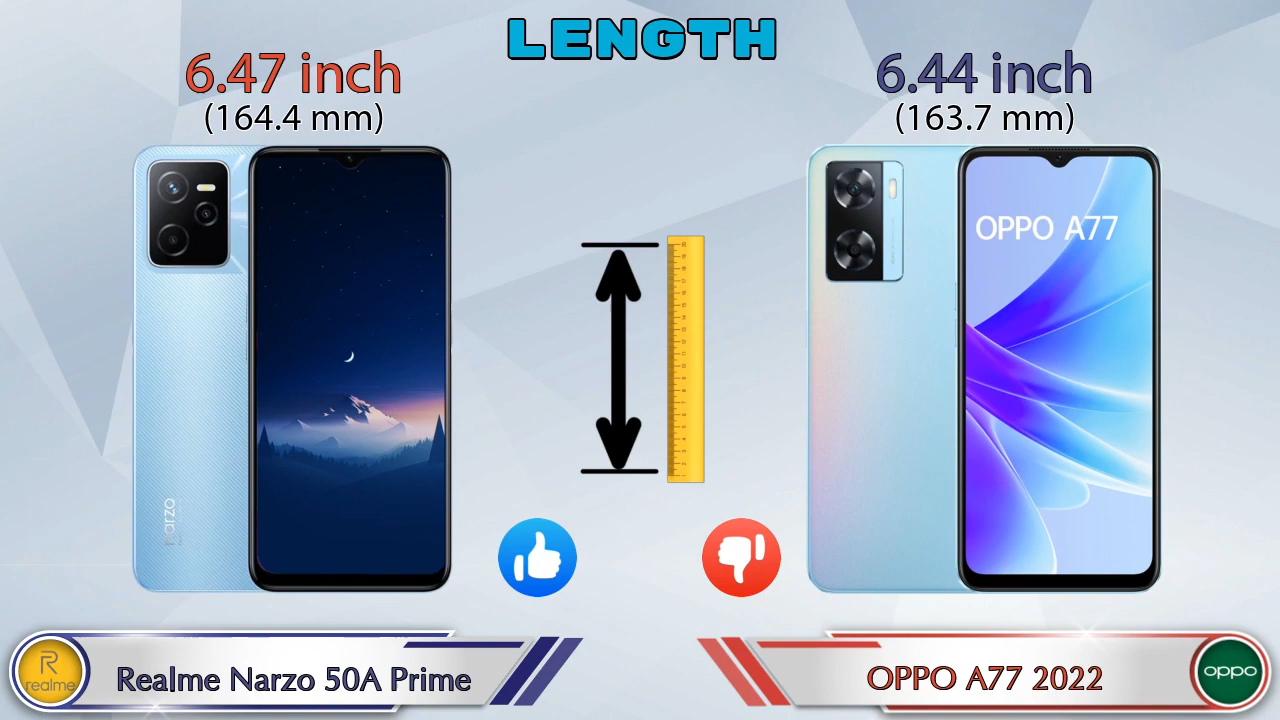 LENGTH
6.47 inch
(164.4 mm)
6.44 inch
(163.7 mm)
OPPO A77
narzo
R
realme
Realme Narzo 50A Prime
OPPO A77 2022
oppo